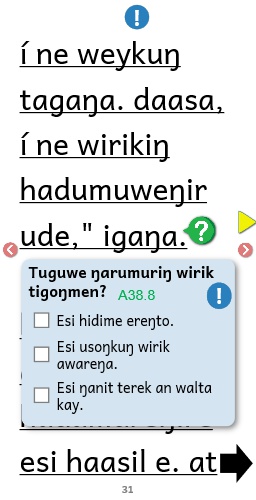 í ne weykuŋ
tagaŋa. daasa,
í ne wirikiŋ
hadumuweŋir
ude," igaŋa.
Tuguwe ŋarumuriŋ wirik
tigoŋmen? A38.8
Esi hidime ereŋto.
Esi usoŋkuŋ wirik
awareŋa.
Esi ŋanit terek an walta
kay.
esi haasil e. at
31